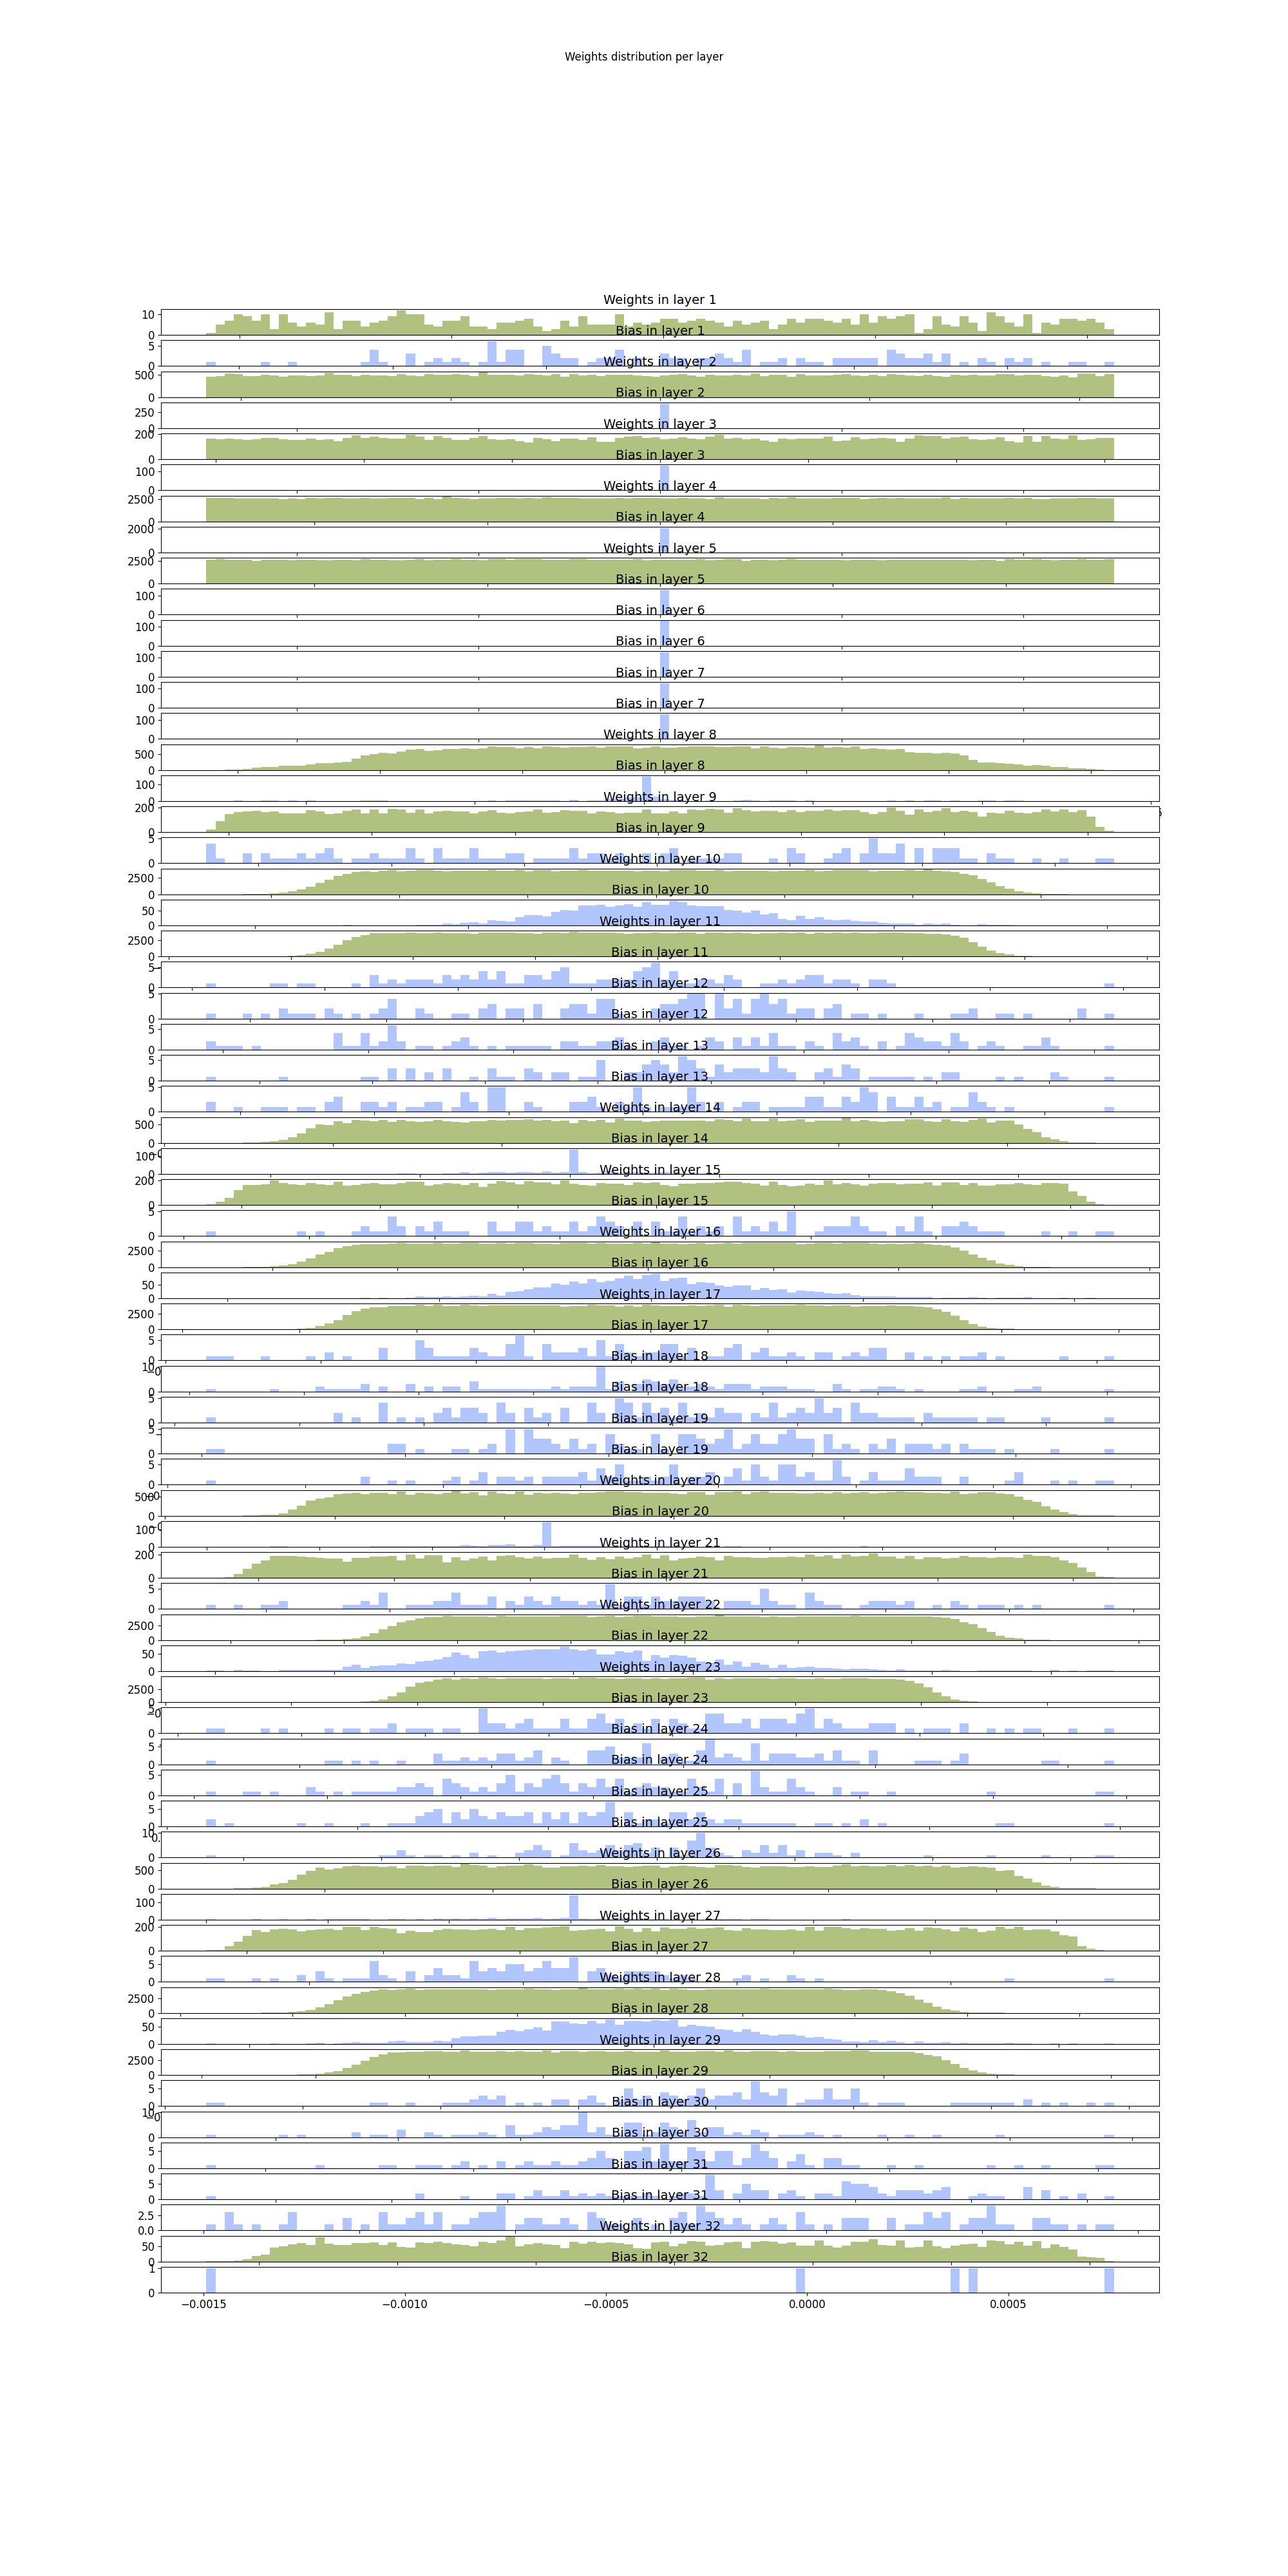 Weights distribution per layer
Weights in layer 1
10
0
Bias in layer 1
5
0
Weights in layer 2
500
0
Bias in layer 2
250
0
Weights in layer 3
200
0
Bias in layer 3
100
0
Weights in layer 4
2500
0
Bias in layer 4
2000
0
Weights in layer 5
2500
0
Bias in layer 5
100
0
Bias in layer 6
100
0
Bias in layer 6
100
0
Bias in layer 7
100
0
Bias in layer 7
100
0
Weights in layer 8
500
0
Bias in layer 8
100
0
Weights in layer 9
200
0
Bias in layer 9
5
0
Weights in layer 10
2500
0
Bias in layer 10
50
0
Weights in layer 11
2500
0
Bias in layer 11
5
0
Bias in layer 12
5
0
Bias in layer 12
5
0
Bias in layer 13
5
0
Bias in layer 13
5
0
Weights in layer 14
500
0
Bias in layer 14
100
0
Weights in layer 15
200
0
Bias in layer 15
5
0
Weights in layer 16
2500
0
Bias in layer 16
50
0
Weights in layer 17
2500
0
Bias in layer 17
5
0
Bias in layer 18
10
0
Bias in layer 18
5
0
Bias in layer 19
5
0
Bias in layer 19
5
0
Weights in layer 20
500
0
Bias in layer 20
100
0
Weights in layer 21
200
0
Bias in layer 21
5
0
Weights in layer 22
2500
0
Bias in layer 22
50
0
Weights in layer 23
2500
0
Bias in layer 23
5
0
Bias in layer 24
5
0
Bias in layer 24
5
0
Bias in layer 25
5
0
Bias in layer 25
10
0
Weights in layer 26
500
0
Bias in layer 26
100
0
Weights in layer 27
200
0
Bias in layer 27
5
0
Weights in layer 28
2500
0
Bias in layer 28
50
0
Weights in layer 29
2500
0
Bias in layer 29
5
0
Bias in layer 30
10
0
Bias in layer 30
5
0
Bias in layer 31
5
0
Bias in layer 31
2.5
0.0
Weights in layer 32
50
0
Bias in layer 32
1
0
−0.0015 −0.0010 −0.0005 0.0000 0.0005